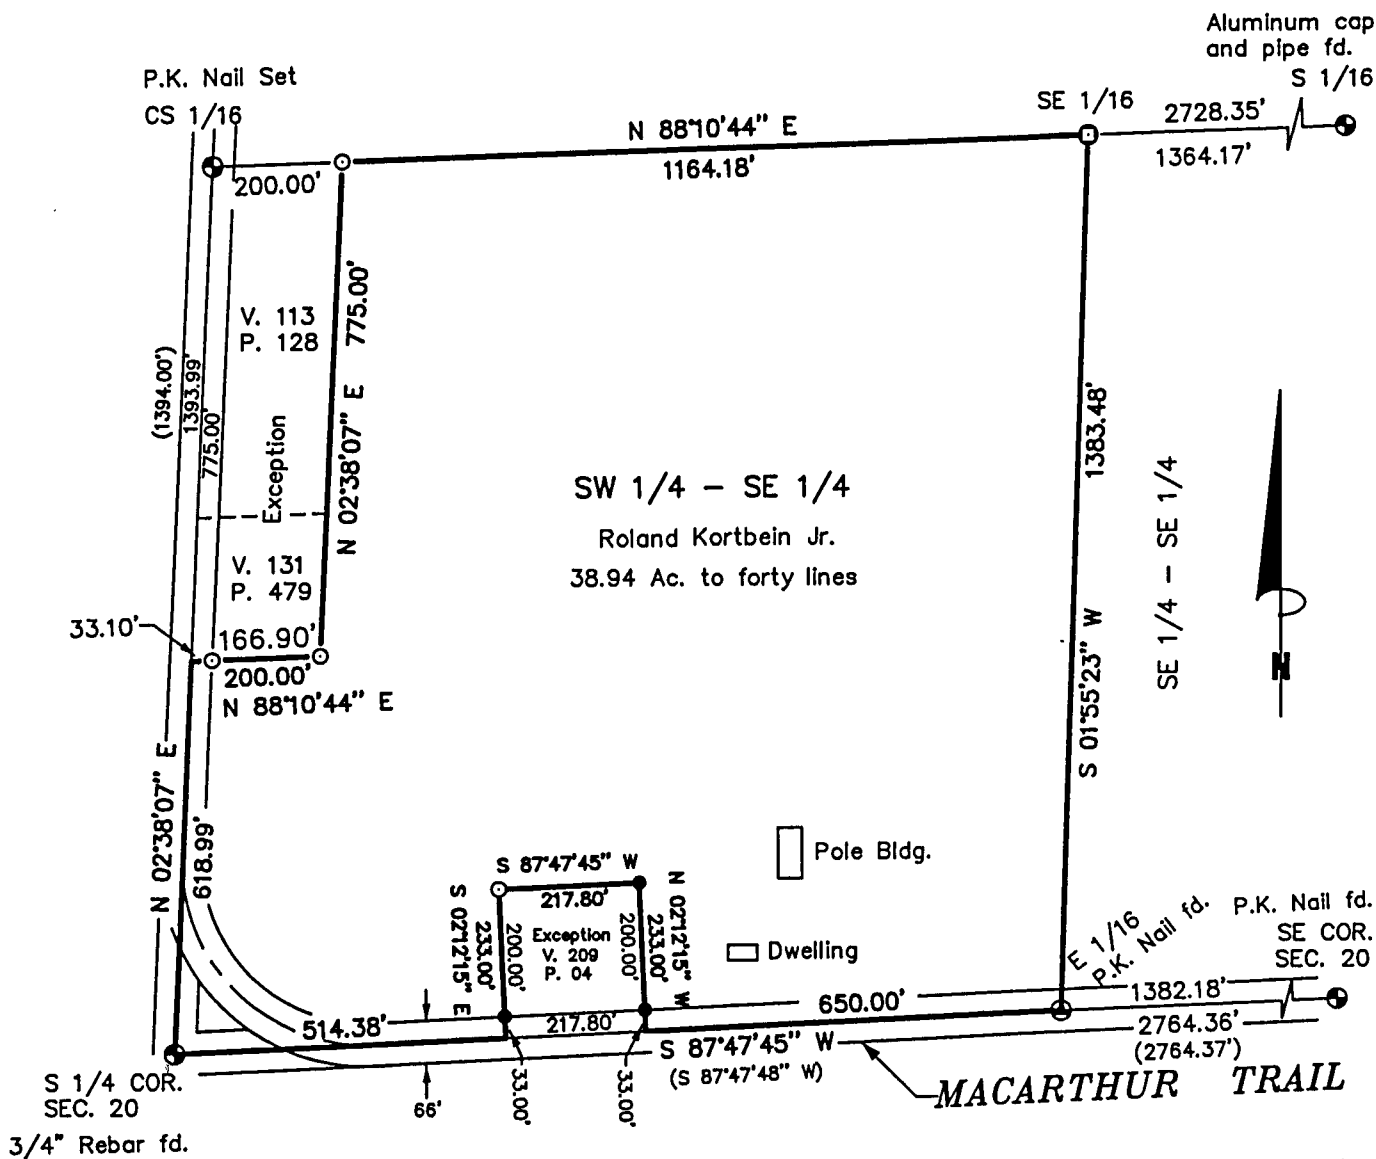 Aluminum cap
and pipe fd.
S 1/16
P.K. Nail Set
CS 1/16
SE 1/16
2728.35'
1364.17'
N 88°10'44" E
1164.18'
200.00'
V. 113
P. 128
775.00'
N 02°38'07" E
(1394.00')
1393.99'
775.00'
Exception
V. 131
P. 479
33.10'
166.90'
200.00'
N 88°10'44" E
SW 1/4 - SE 1/4
Roland Kortbein Jr.
38.94 Ac. to forty lines
1383.48'
S 01°55'23" W
SE 1/4 - SE 1/4
N
N 02°38'07" E
618.99'
Pole Bldg.
Dwelling
S 87°47'45" W
217.80'
S 02°12'15" E
233.00'
200.00'
Exception
V. 209
P. 04
200.00'
233.00'
N 02°12'15" W
E 1/16
P.K. Nail fd.
P.K. Nail fd.
SE COR.
SEC. 20
514.38'
217.80'
650.00'
1382.18'
2764.36'
(2764.37')
S 87°47'45" W
(S 87°47'48" W)
33.00'
33.00'
66'
MACARTHUR TRAIL
S 1/4 COR.
SEC. 20
3/4" Rebar fd.